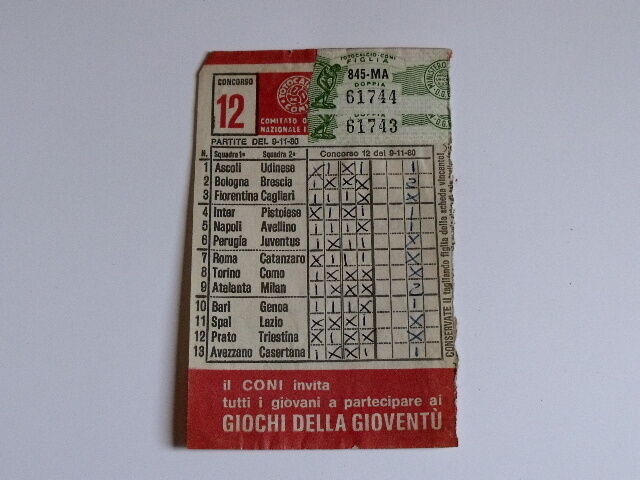 CONCORSO
12
TOTOCALCIO
CONI
COMITATO O
NAZIONALE I
TOTOCALCIO-CONI
FIGLIA
845-MA
DOPPIA
61744
DOPPIA
61743
PARTITE DEL 9-11-80
N. Squadra 1ª Squadra 2ª Concorso 12 del 9-11-80
1 Ascoli Udinese
2 Bologna Brescia
3 Fiorentina Cagliari
4 Inter Pistoiese
5 Napoli Avellino
6 Perugia Juventus
7 Roma Catanzaro
8 Torino Como
9 Atalanta Milan
10 Bari Genoa
11 Spal Lazio
12 Prato Triestina
13 Avezzano Casertana
CONSERVATE il tagliando figlia della scheda vincente!
il CONI invita
tutti i giovani a partecipare ai
GIOCHI DELLA GIOVENTÙ